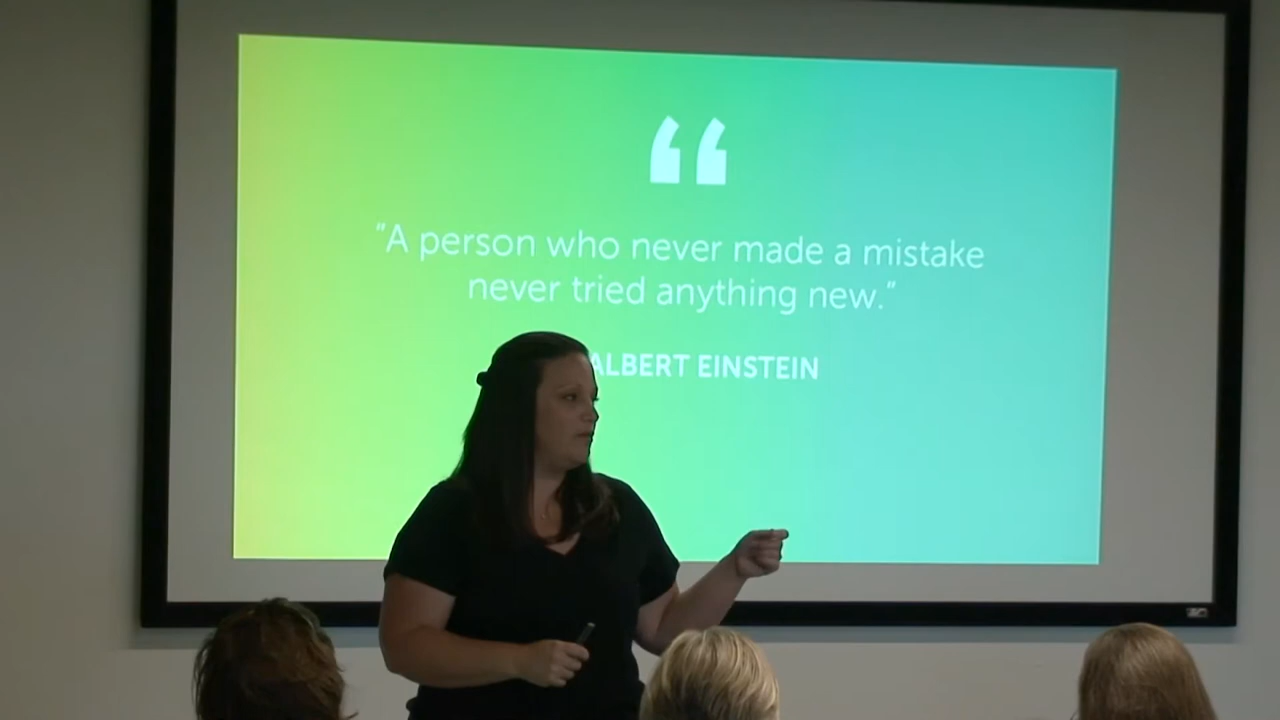 “
"A person who never made a mistake
never tried anything new."
ALBERT EINSTEIN